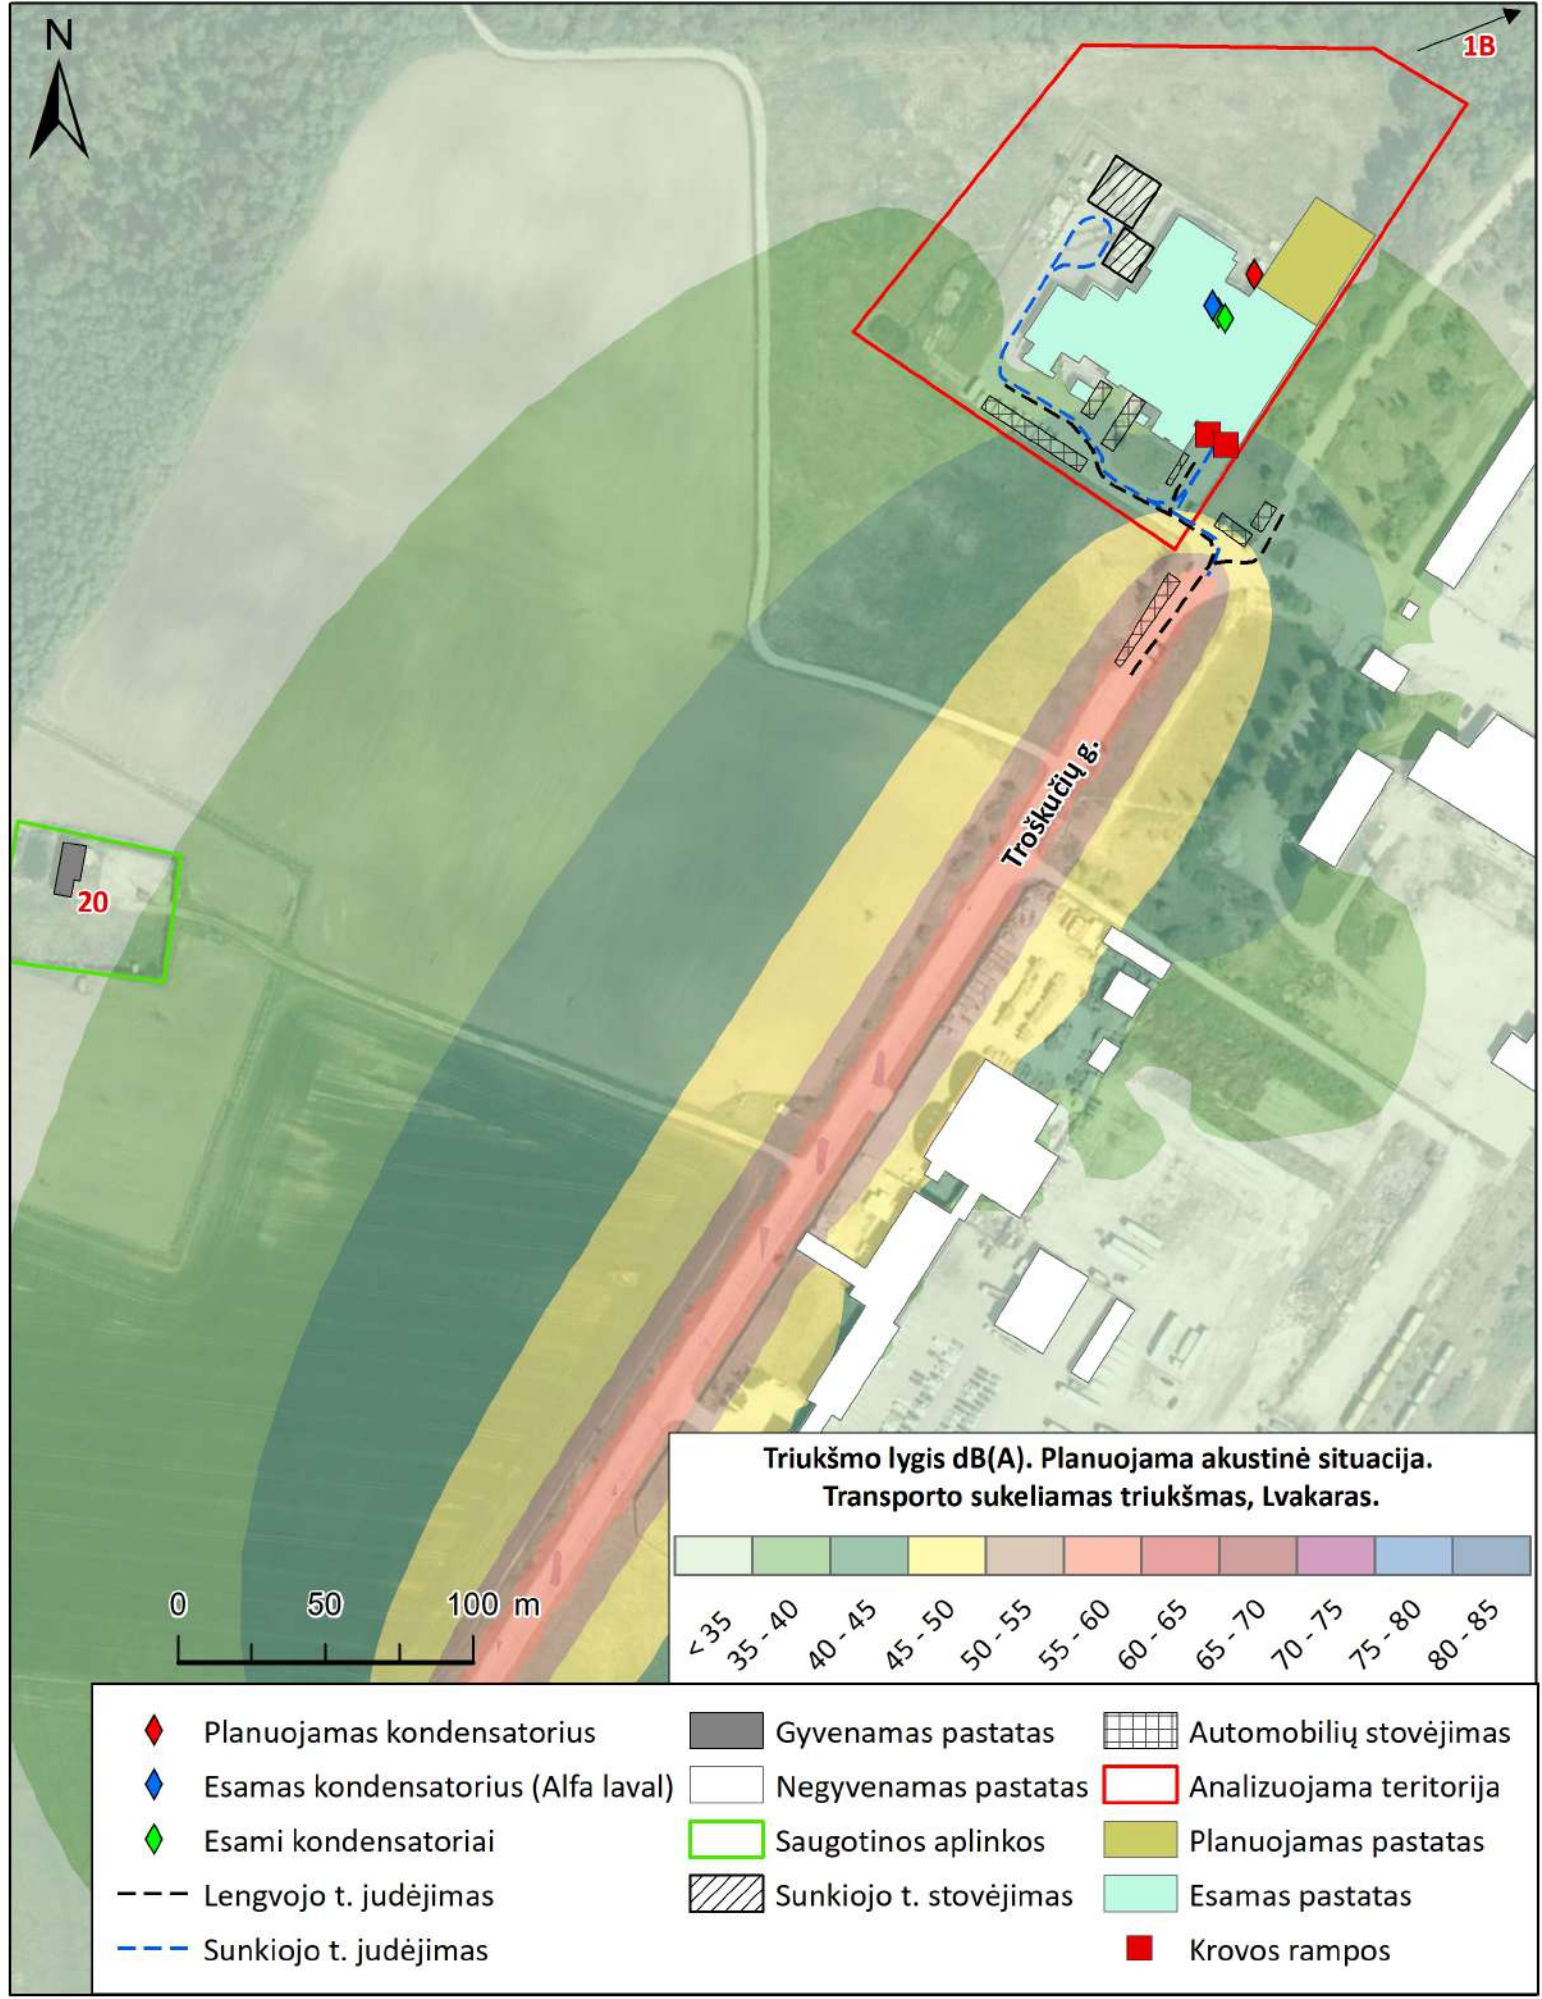 N
1B
Troškučių g.
20
Triukšmo lygis dB(A). Planuojama akustinė situacija.
Transporto sukeliamas triukšmas, Lvakaras.
< 35
35 - 40
40 - 45
45 - 50
50 - 55
55 - 60
60 - 65
65 - 70
70 - 75
75 - 80
80 - 85
0 50 100 m
Planuojamas kondensatorius
Esamas kondensatorius (Alfa laval)
Esami kondensatoriai
Lengvojo t. judėjimas
Sunkiojo t. judėjimas
Gyvenamas pastatas
Negyvenamas pastatas
Saugotinos aplinkos
Sunkiojo t. stovėjimas
Automobilių stovėjimas
Analizuojama teritorija
Planuojamas pastatas
Esamas pastatas
Krovos rampos